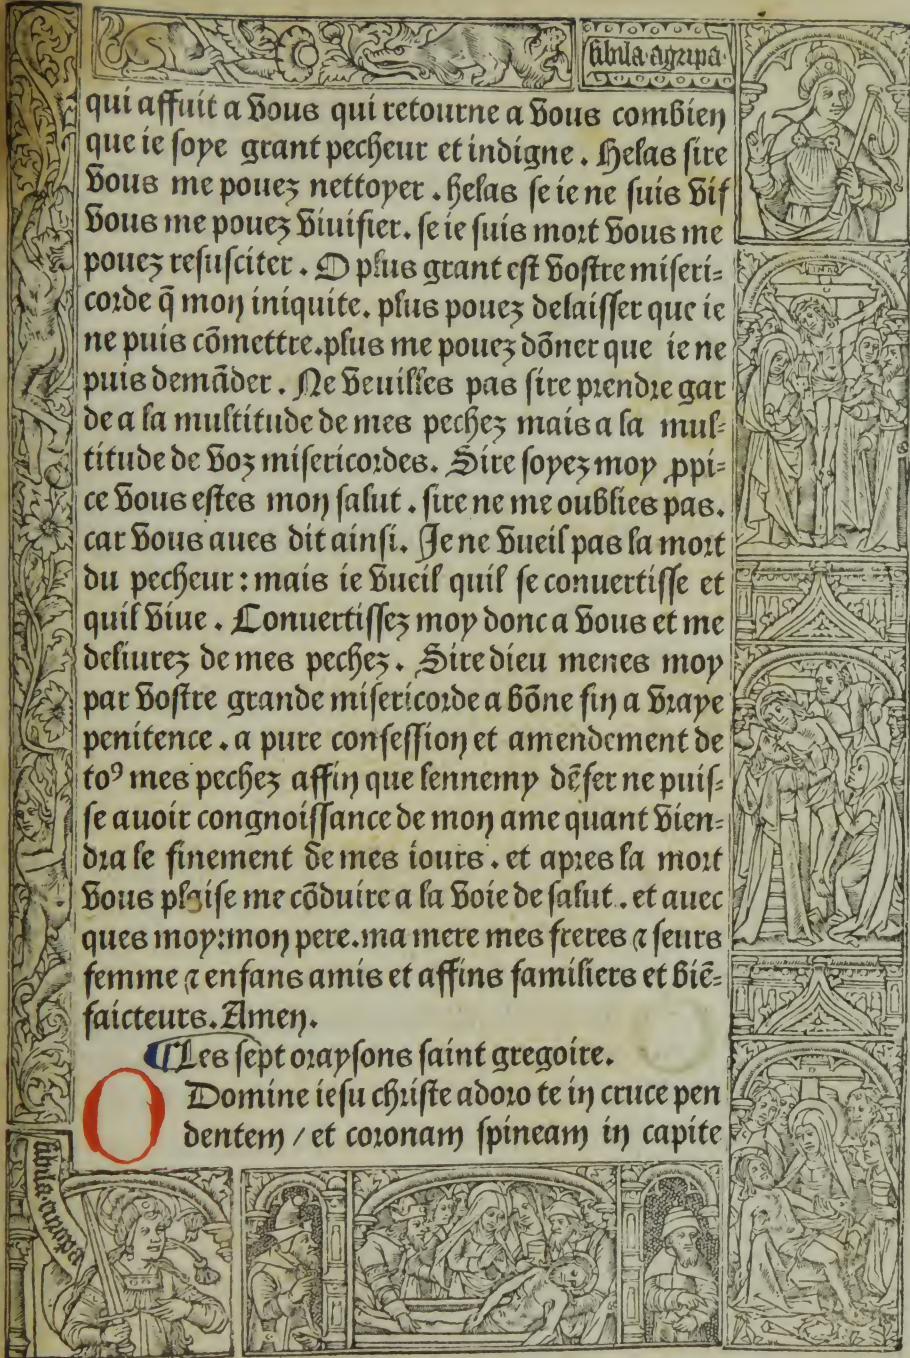 sibila agripa
qui affuit a vous qui retourne a vous combien
que ie soye grant pecheur et indigne. Helas sire
vous me pouez nettoyer. helas se ie ne suis vif
vous me pouez viuifier. se ie suis mort vous me
pouez resusciter. O plus grant est vostre miseri-
corde q̄ mon iniquite. plus pouez delaisser que ie
ne puis cōmettre. plus me pouez dōner que ie ne
puis demāder. Ne veuilles pas sire prendre gar
de a la multitude de mes pechez mais a la mul-
titude de voz misericordes. Sire soyez moy ꝓpi-
ce vous estes mon salut. sire ne me oublies pas.
car vous aues dit ainsi. Je ne vueil pas la mort
du pecheur: mais ie vueil quil se conuertisse et
quil viue. Conuertissez moy donc a vous et me
deliurez de mes pechez. Sire dieu menes moy
par vostre grande misericorde a bōne fin a vraye
penitence. a pure confession et amendement de
toꝰ mes pechez affin que lennemy dēfer ne puis-
se auoir congnoissance de mon ame quant vien-
dra le finement de mes iours. et apres la mort
vous plaise me cōduire a la voie de salut. et auec
ques moy: mon pere. ma mere mes freres ⁊ seurs
femme ⁊ enfans amis et affins familiers et biē-
faicteurs. Amen.
¶ Les sept oraysons saint gregoire.
O Domine iesu christe adoro te in cruce pen
dentem / et coronam spineam in capite